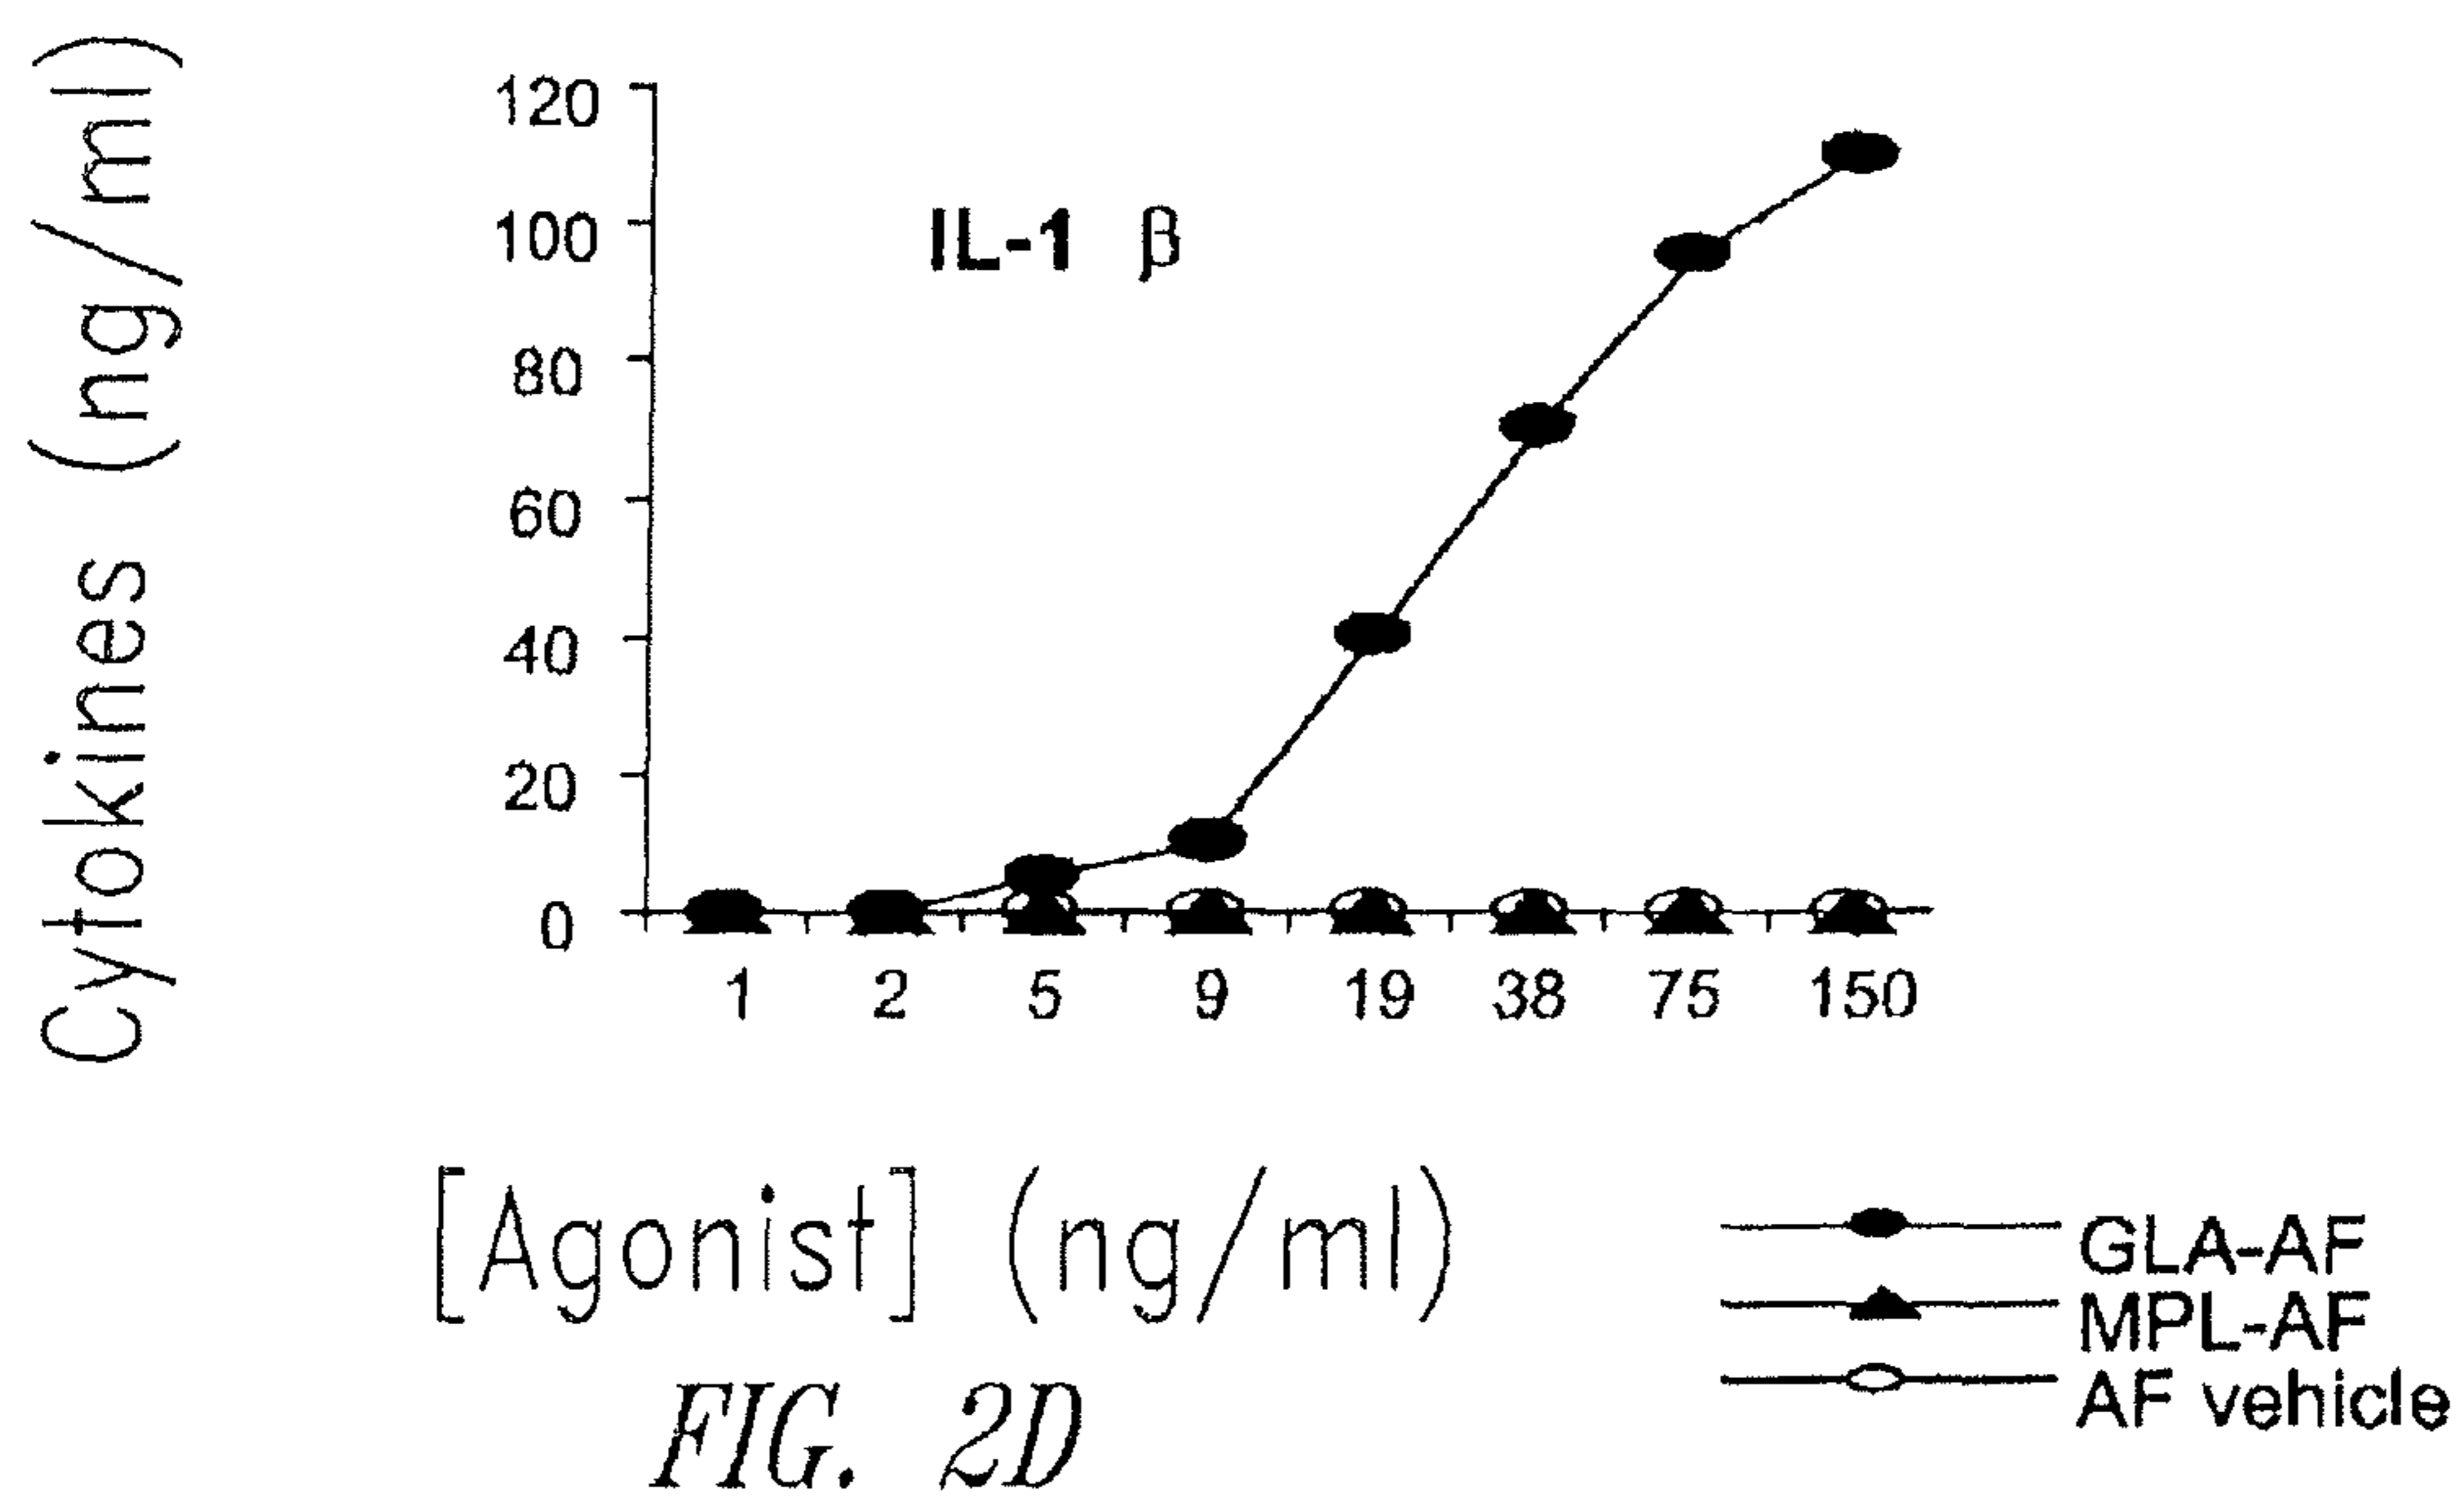 Cytokines (ng/ml)
120
100
80
60
40
20
0
IL-1 β
1 2 5 9 19 38 75 150
[Agonist] (ng/ml)
GLA-AF
MPL-AF
AF vehicle
FIG. 2D